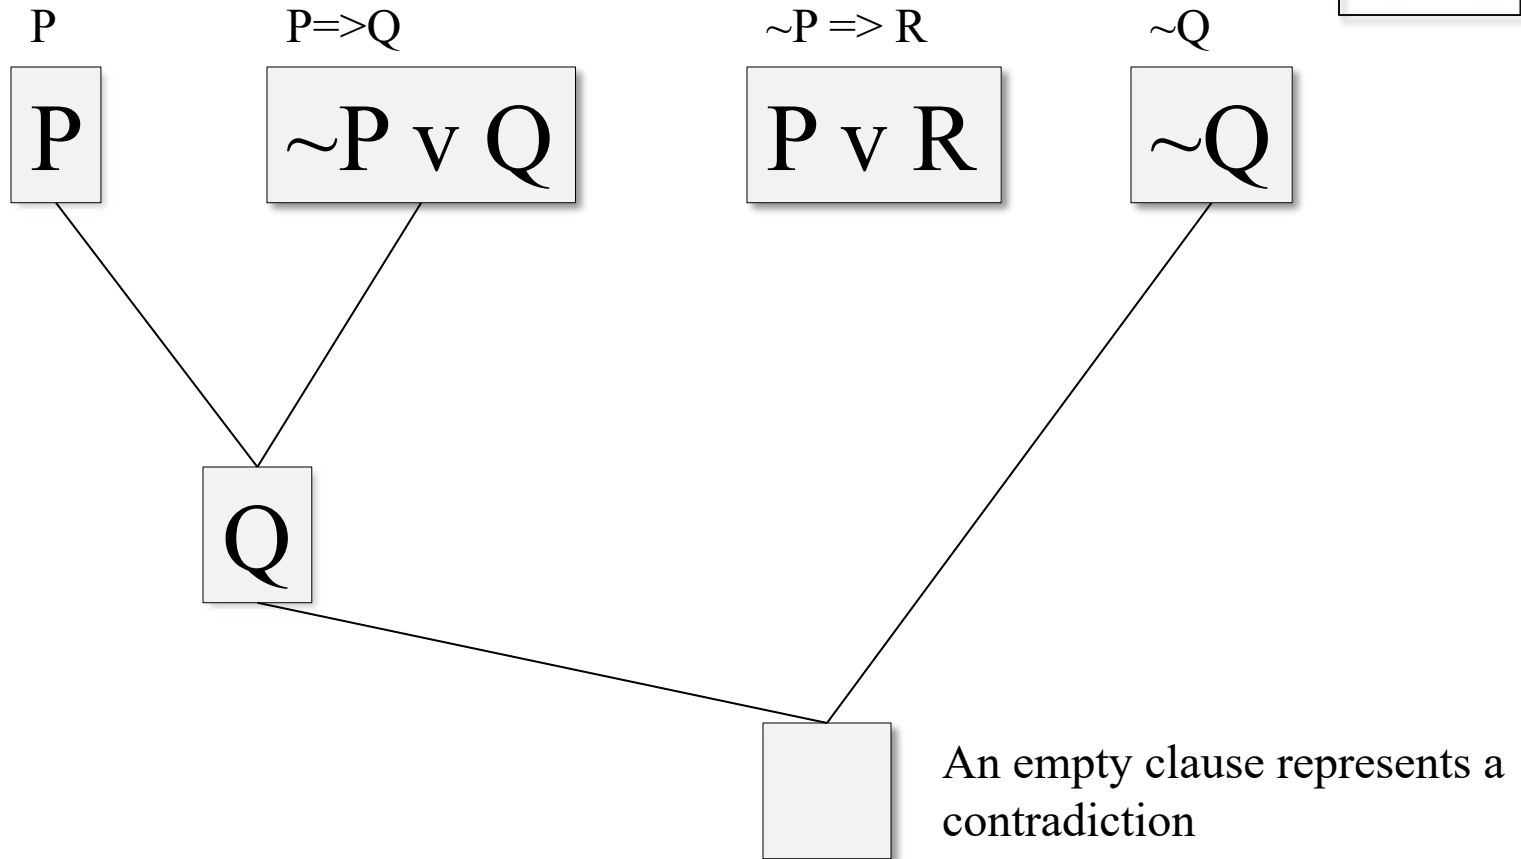 P P=>Q ~P => R ~Q
P ~P v Q P v R ~Q
Q
An empty clause represents a
contradiction